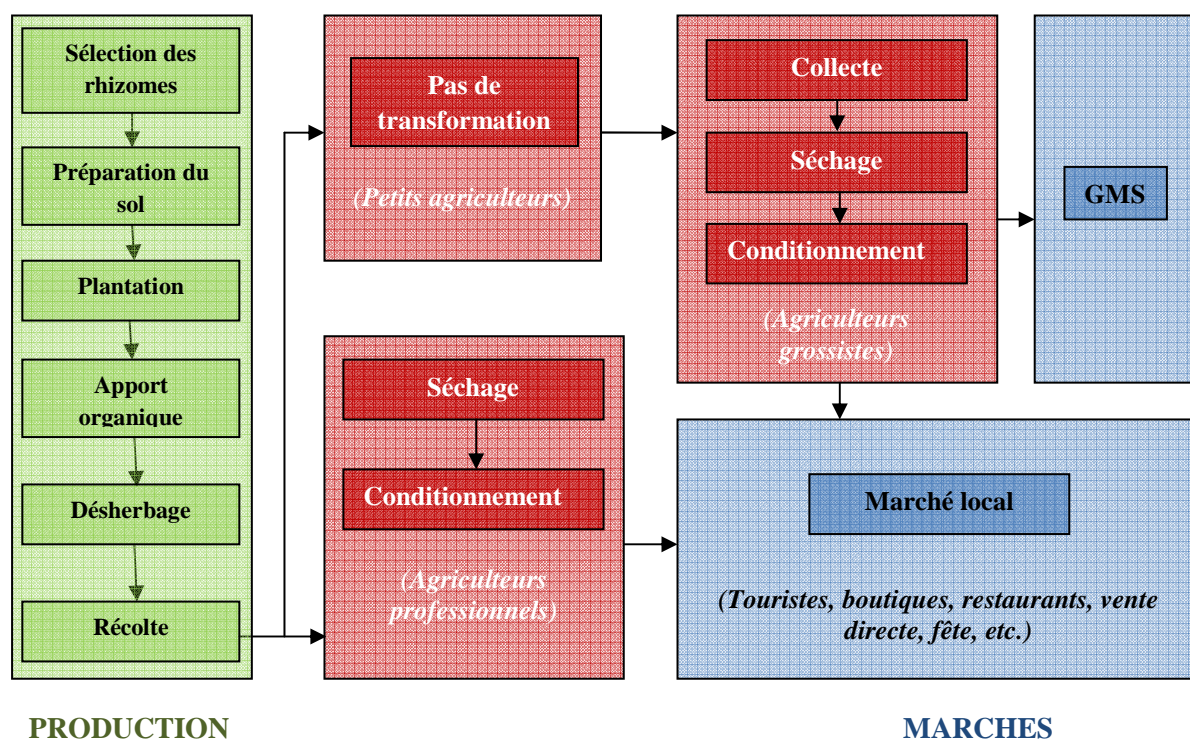 Sélection des
rhizomes
Préparation du
sol
Plantation
Apport
organique
Désherbage
Récolte
Pas de
transformation
(Petits agriculteurs)
Séchage
Conditionnement
(Agriculteurs
professionnels)
Collecte
Séchage
Conditionnement
(Agriculteurs
grossistes)
GMS
Marché local
(Touristes, boutiques, restaurants, vente
directe, fête, etc.)
PRODUCTION
MARCHES